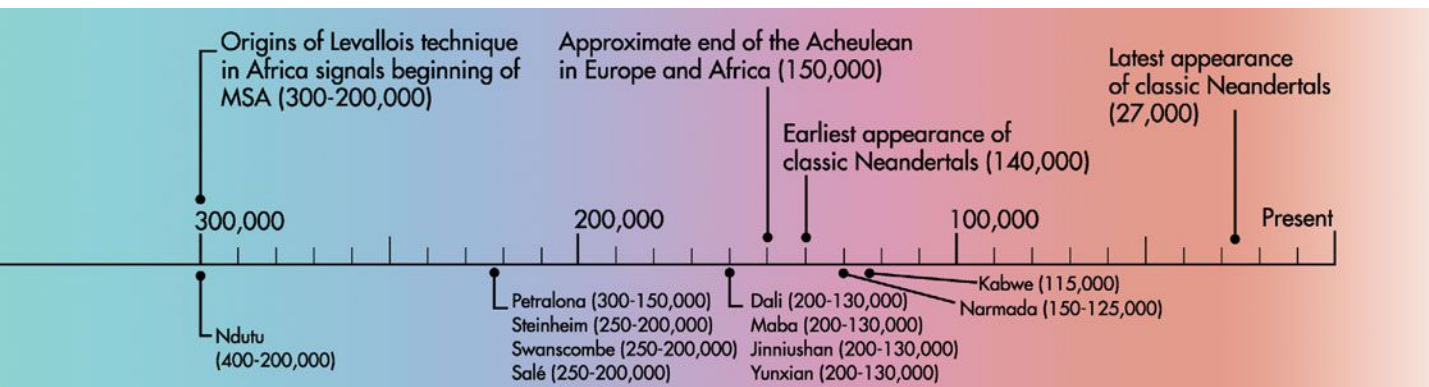 Origins of Levallois technique
in Africa signals beginning of
MSA (300-200,000)
Approximate end of the Acheulean
in Europe and Africa (150,000)
Earliest appearance of
classic Neandertals (140,000)
Latest appearance
of classic Neandertals
(27,000)
300,000
200,000
100,000
Present
Ndutu
(400-200,000)
Petralona (300-150,000)
Steinheim (250-200,000)
Swanscombe (250-200,000)
Salé (250-200,000)
Dali (200-130,000)
Maba (200-130,000)
Jinniushan (200-130,000)
Yunxian (200-130,000)
Kabwe (115,000)
Narmada (150-125,000)